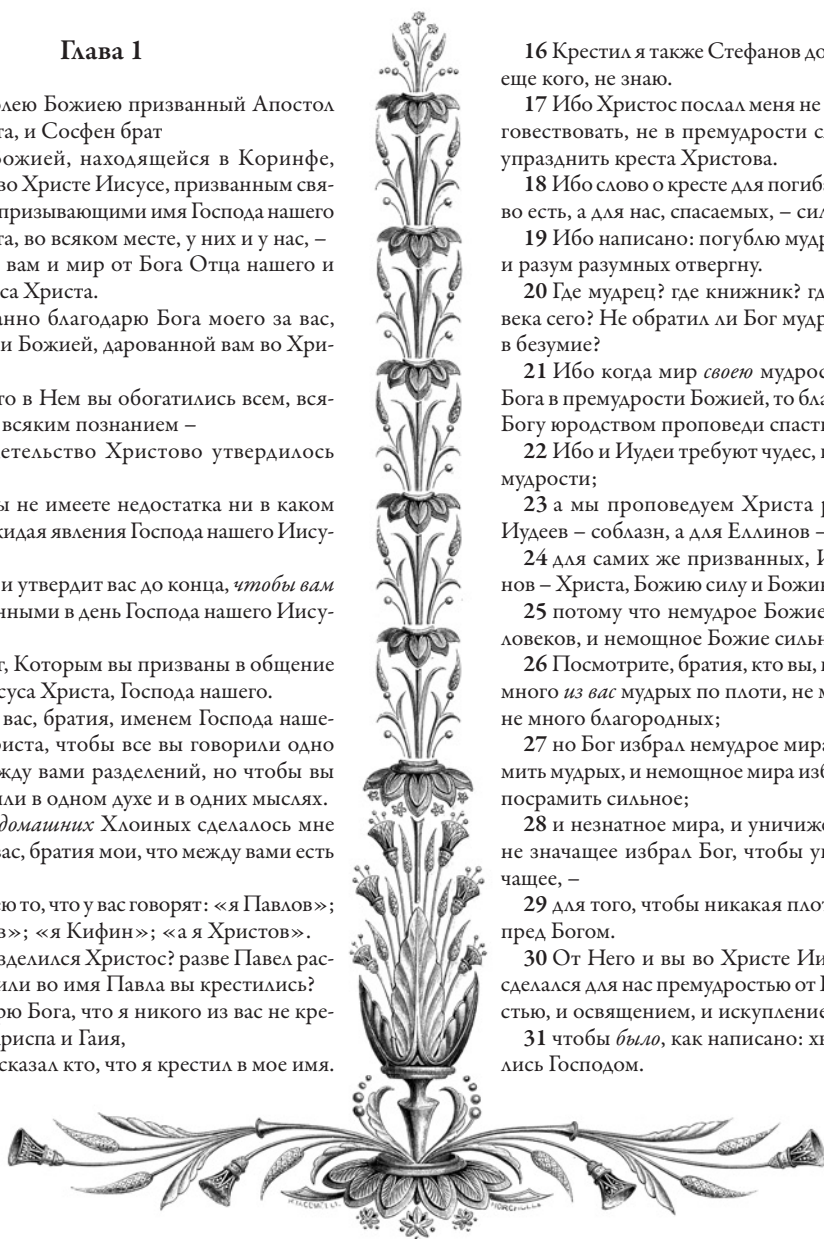 Глава 1
олею Божиею призванный Апостол
та, и Сосфен брат
Божией, находящейся в Коринфе,
во Христе Иисусе, призванным свя-
призывающими имя Господа нашего
та, во всяком месте, у них и у нас, –
вам и мир от Бога Отца нашего и
са Христа.
анно благодарю Бога моего за вас,
и Божией, дарованной вам во Хри-
то в Нем вы обогатились всем, вся-
всяким познанием –
етельство Христово утвердилось
ы не имеете недостатка ни в каком
жидая явления Господа нашего Иису-
и утвердит вас до конца, чтобы вам
нными в день Господа нашего Иису-
г, Которым вы призваны в общение
суса Христа, Господа нашего.
вас, братия, именем Господа наше-
риста, чтобы все вы говорили одно
жду вами разделений, но чтобы вы
или в одном духе и в одних мыслях.
домашних Хлоиных сделалось мне
вас, братия мои, что между вами есть
ею то, что у вас говорят: «я Павлов»;
в»; «я Кифин»; «а я Христов».
зделился Христос? разве Павел рас-
или во имя Павла вы крестились?
рю Бога, что я никого из вас не кре-
риспа и Гаия,
сказал кто, что я крестил в мое имя.
16 Крестил я также Стефанов до
еще кого, не знаю.
17 Ибо Христос послал меня не
говествовать, не в премудрости с
упразднить креста Христова.
18 Ибо слово о кресте для погиб
во есть, а для нас, спасаемых, – сил
19 Ибо написано: погублю мудр
и разум разумных отвергну.
20 Где мудрец? где книжник? гд
века сего? Не обратил ли Бог мудр
в безумие?
21 Ибо когда мир своею мудрос
Бога в премудрости Божией, то бла
Богу юродством проповеди спасти
22 Ибо и Иудеи требуют чудес,
мудрости;
23 а мы проповедуем Христа р
Иудеев – соблазн, а для Еллинов –
24 для самих же призванных, И
нов – Христа, Божию силу и Божи
25 потому что немудрое Божие
ловеков, и немощное Божие сильн
26 Посмотрите, братия, кто вы,
много из вас мудрых по плоти, не м
не много благородных;
27 но Бог избрал немудрое мира
мить мудрых, и немощное мира изб
посрамить сильное;
28 и незнатное мира, и уничиже
не значащее избрал Бог, чтобы уп
чащее, –
29 для того, чтобы никакая плот
пред Богом.
30 От Него и вы во Христе Ии
сделался для нас премудростью от
стью, и освящением, и искупление
31 чтобы было, как написано: хв
лись Господом.